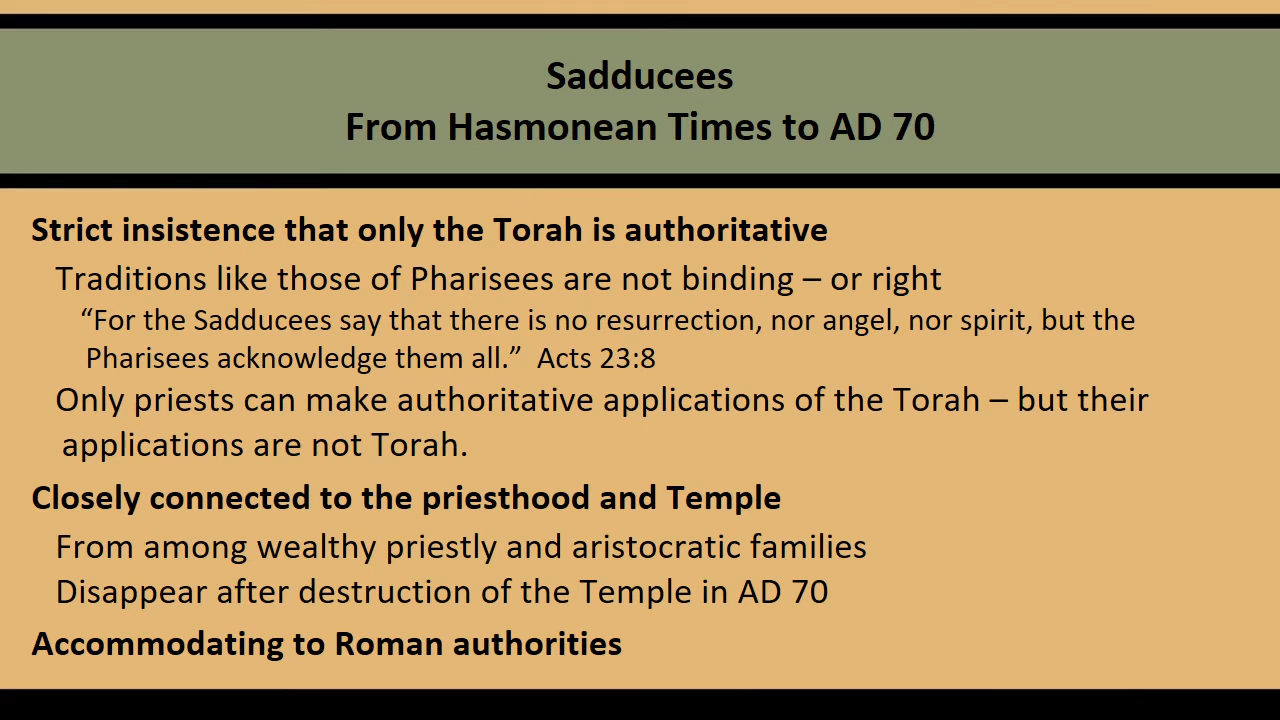 Sadducees
From Hasmonean Times to AD 70
Strict insistence that only the Torah is authoritative
Traditions like those of Pharisees are not binding – or right
“For the Sadducees say that there is no resurrection, nor angel, nor spirit, but the
Pharisees acknowledge them all.”  Acts 23:8
Only priests can make authoritative applications of the Torah – but their
applications are not Torah.
Closely connected to the priesthood and Temple
From among wealthy priestly and aristocratic families
Disappear after destruction of the Temple in AD 70
Accommodating to Roman authorities